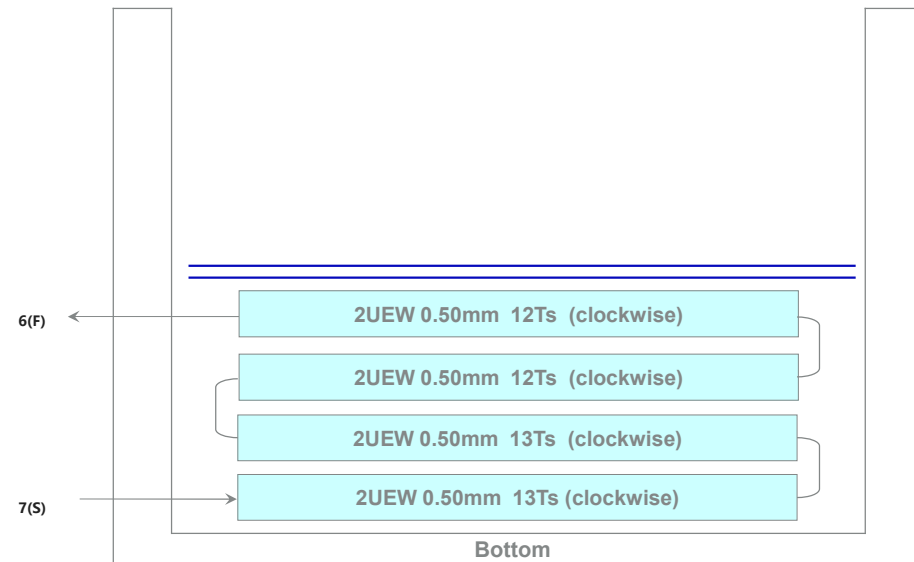 2UEW 0.50mm 12Ts (clockwise)
6(F)
2UEW 0.50mm 12Ts (clockwise)
2UEW 0.50mm 13Ts (clockwise)
2UEW 0.50mm 13Ts (clockwise)
7(S)
Bottom